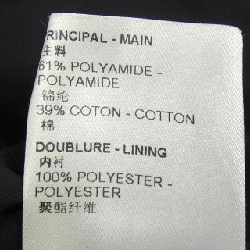 RINCIPAL - MAIN
主料
61% POLYAMIDE -
POLYAMIDE
锦纶
39% COTON - COTTON
棉
DOUBLURE - LINING
内衬
100% POLYESTER -
POLYESTER
聚酯纤维